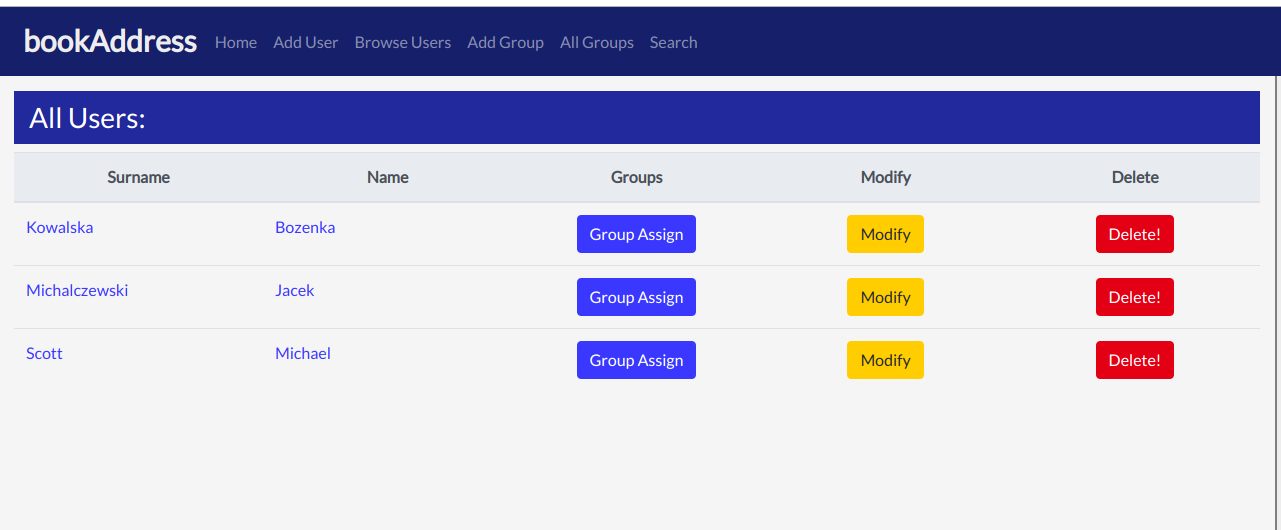 bookAddress Home Add User Browse Users Add Group All Groups Search
All Users:
Surname Name Groups Modify Delete
Kowalska Bozenka Group Assign Modify Delete!
Michalczewski Jacek Group Assign Modify Delete!
Scott Michael Group Assign Modify Delete!